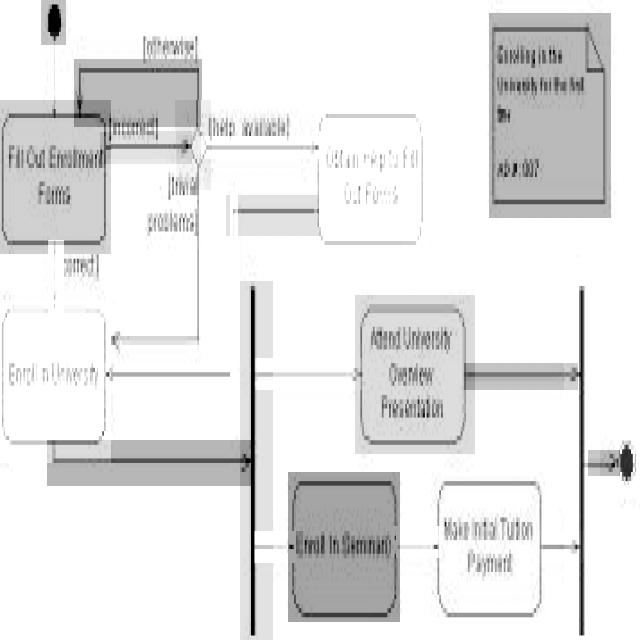 [otherwise]
Enrolling in the
University for the first
[incorrect]
[help available]
Fill Out Enrollment
Forms
Obtain Help to Fill
Out Forms
AD #: 007
[trivial
problems]
correct]
Attend University
Overview
Presentation
Enroll In University
Enroll In Seminar(s)
Make Initial Tuition
Payment